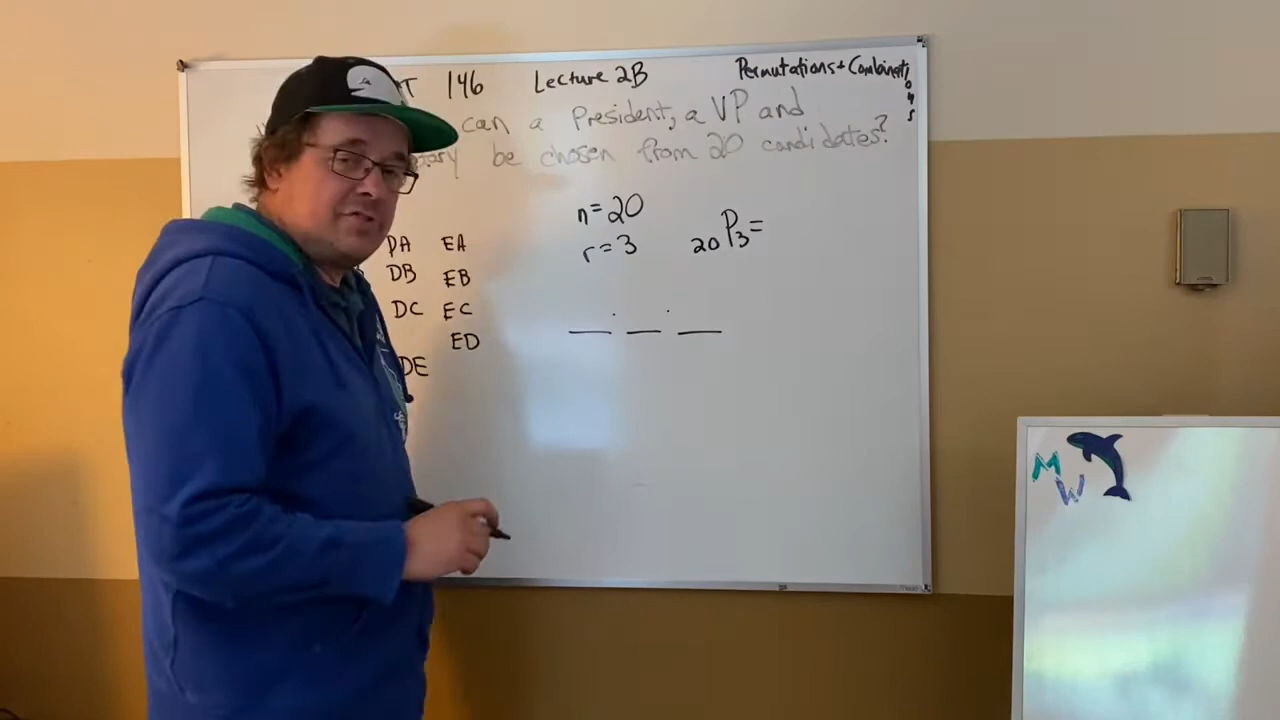 146 Lecture 2B Permutations + Combinations
can a President, a VP and
be chosen from 20 candidates?
n=20
r=3
20P3=
DA EA
DB EB
DC EC
ED
DE
M
W